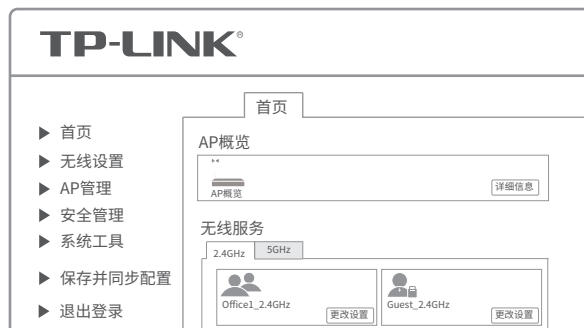 TP-LINK®
首页
首页
无线设置
AP管理
安全管理
系统工具
保存并同步配置
退出登录
AP概览
AP概览
详细信息
无线服务
2.4GHz
5GHz
Office1_2.4GHz
更改设置
Guest_2.4GHz
更改设置